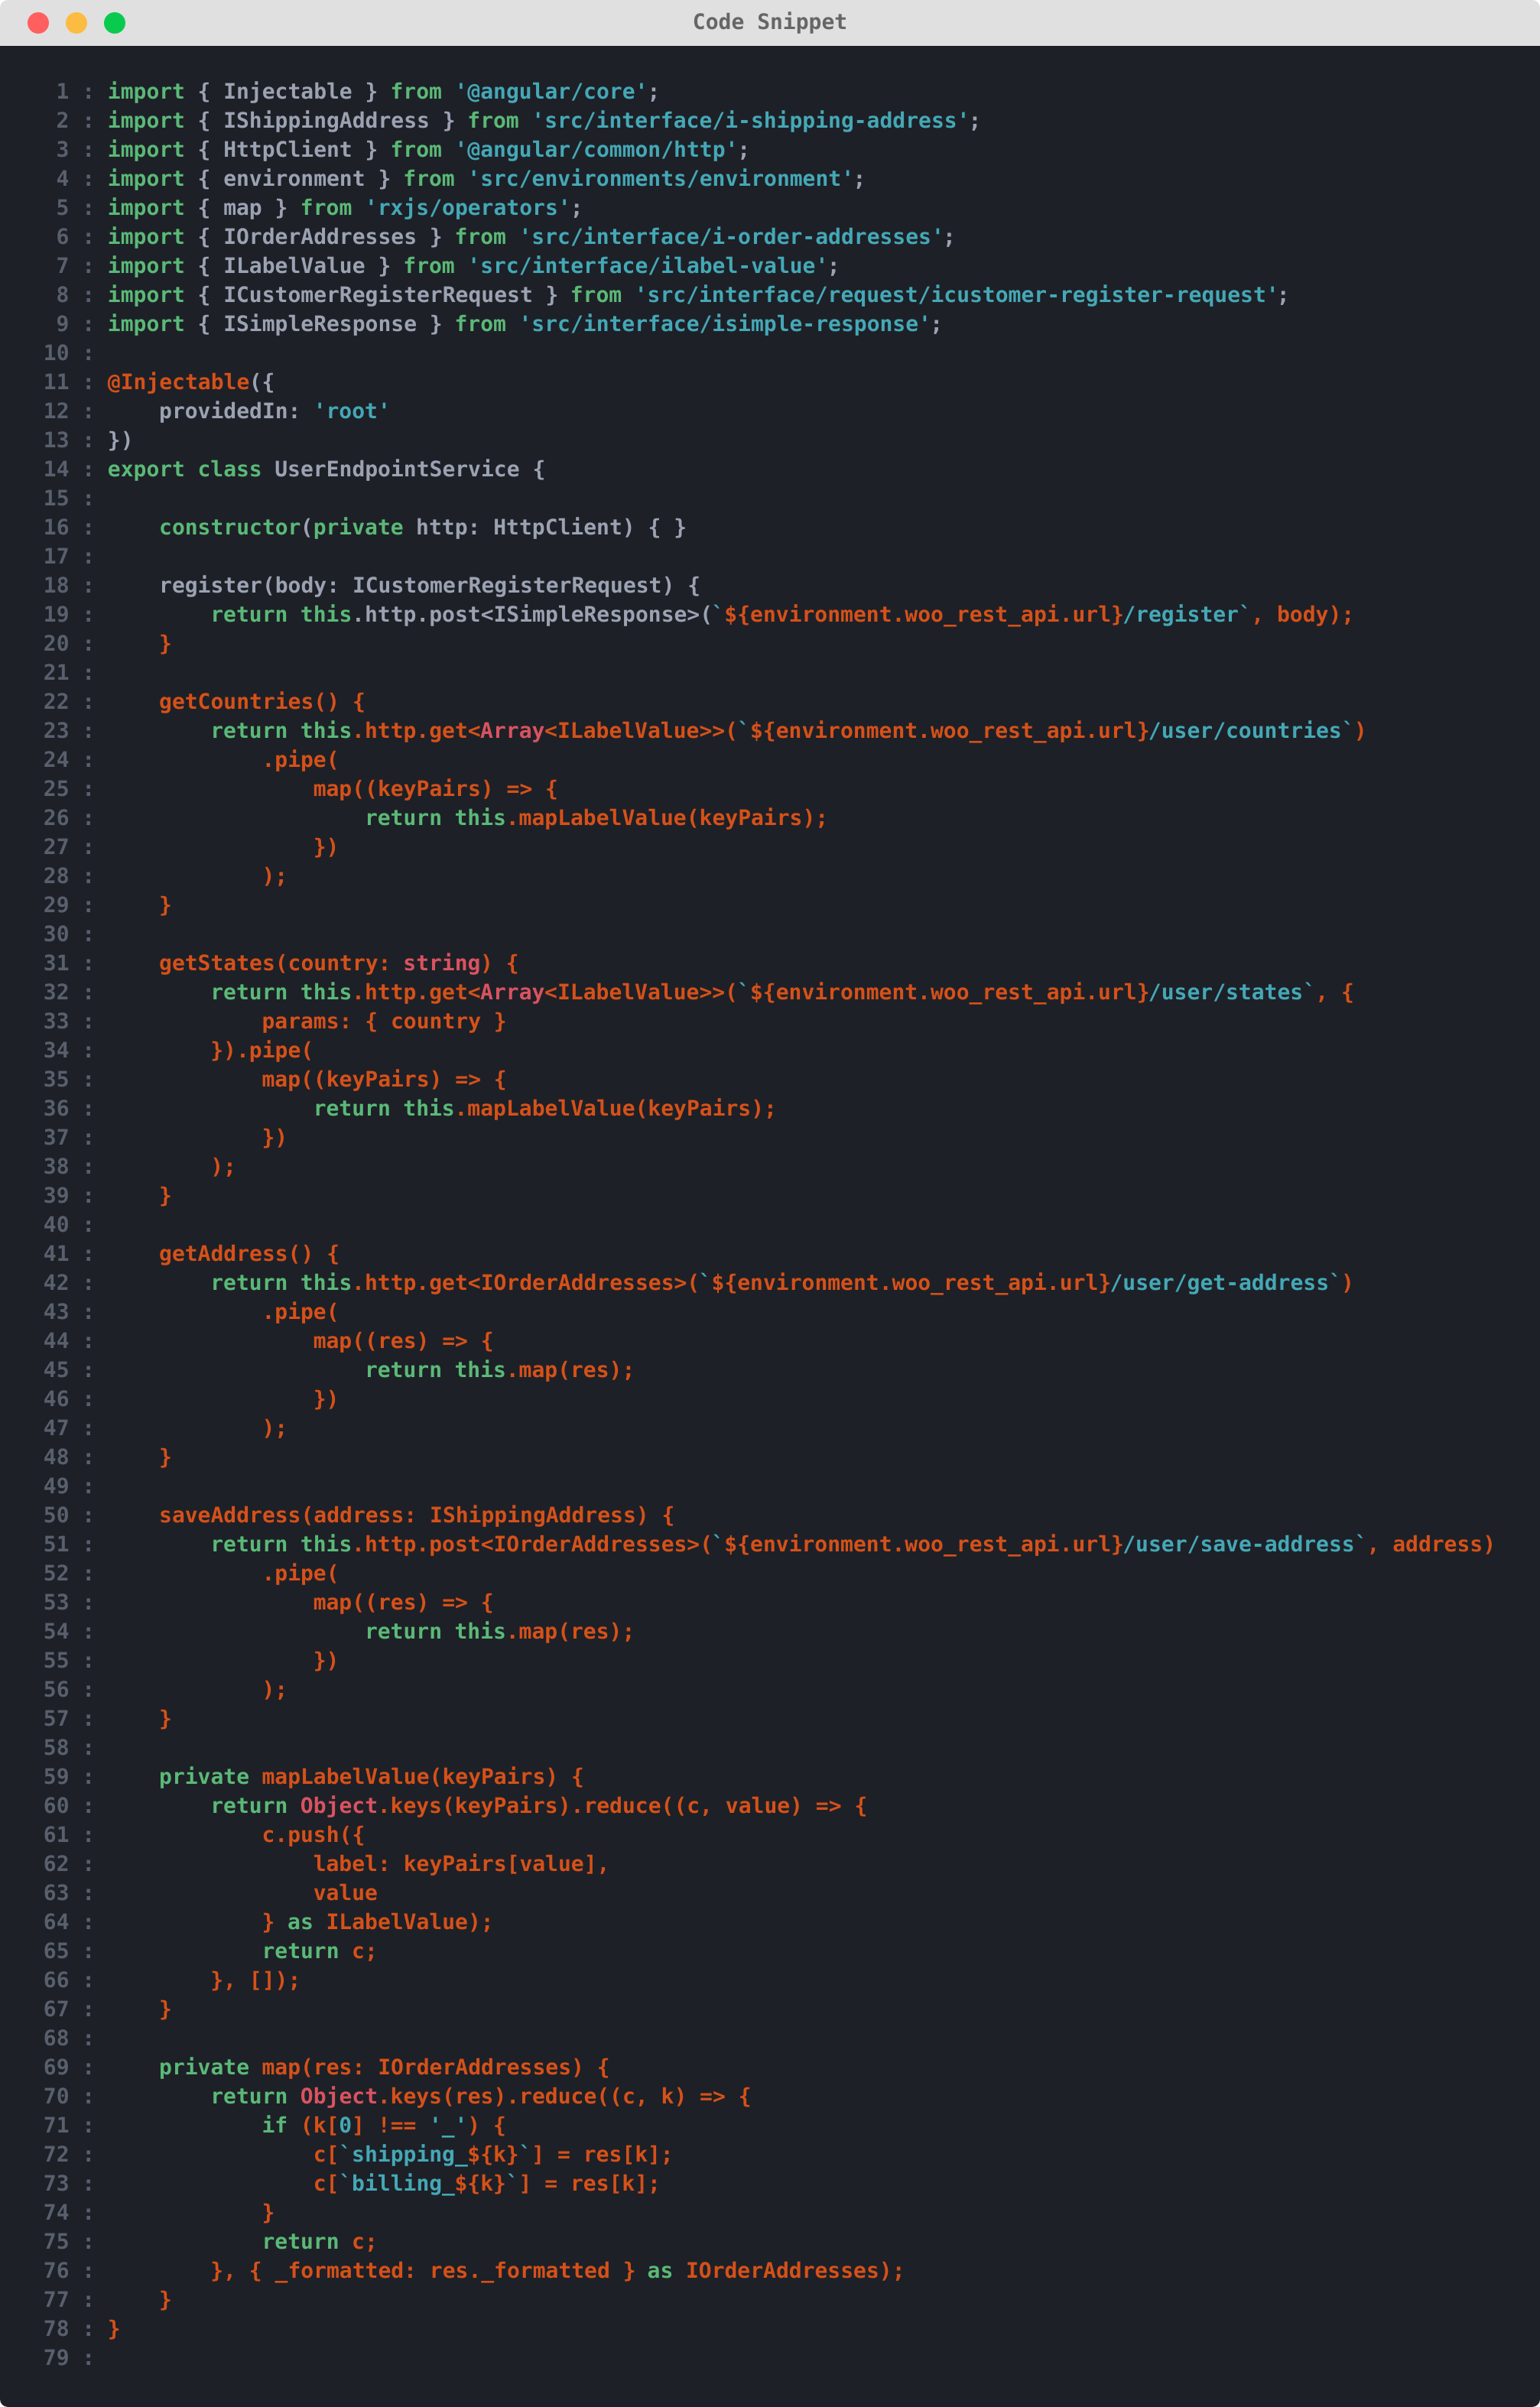 Code Snippet
1 : import { Injectable } from '@angular/core';
2 : import { IShippingAddress } from 'src/interface/i-shipping-address';
3 : import { HttpClient } from '@angular/common/http';
4 : import { environment } from 'src/environments/environment';
5 : import { map } from 'rxjs/operators';
6 : import { IOrderAddresses } from 'src/interface/i-order-addresses';
7 : import { ILabelValue } from 'src/interface/ilabel-value';
8 : import { ICustomerRegisterRequest } from 'src/interface/request/icustomer-register-request';
9 : import { ISimpleResponse } from 'src/interface/isimple-response';
10 :
11 : @Injectable({
12 :     providedIn: 'root'
13 : })
14 : export class UserEndpointService {
15 :
16 :     constructor(private http: HttpClient) { }
17 :
18 :     register(body: ICustomerRegisterRequest) {
19 :         return this.http.post<ISimpleResponse>(`${environment.woo_rest_api.url}/register`, body);
20 :     }
21 :
22 :     getCountries() {
23 :         return this.http.get<Array<ILabelValue>>(`${environment.woo_rest_api.url}/user/countries`)
24 :             .pipe(
25 :                 map((keyPairs) => {
26 :                     return this.mapLabelValue(keyPairs);
27 :                 })
28 :             );
29 :     }
30 :
31 :     getStates(country: string) {
32 :         return this.http.get<Array<ILabelValue>>(`${environment.woo_rest_api.url}/user/states`, {
33 :             params: { country }
34 :         }).pipe(
35 :             map((keyPairs) => {
36 :                 return this.mapLabelValue(keyPairs);
37 :             })
38 :         );
39 :     }
40 :
41 :     getAddress() {
42 :         return this.http.get<IOrderAddresses>(`${environment.woo_rest_api.url}/user/get-address`)
43 :             .pipe(
44 :                 map((res) => {
45 :                     return this.map(res);
46 :                 })
47 :             );
48 :     }
49 :
50 :     saveAddress(address: IShippingAddress) {
51 :         return this.http.post<IOrderAddresses>(`${environment.woo_rest_api.url}/user/save-address`, address)
52 :             .pipe(
53 :                 map((res) => {
54 :                     return this.map(res);
55 :                 })
56 :             );
57 :     }
58 :
59 :     private mapLabelValue(keyPairs) {
60 :         return Object.keys(keyPairs).reduce((c, value) => {
61 :             c.push({
62 :                 label: keyPairs[value],
63 :                 value
64 :             } as ILabelValue);
65 :             return c;
66 :         }, []);
67 :     }
68 :
69 :     private map(res: IOrderAddresses) {
70 :         return Object.keys(res).reduce((c, k) => {
71 :             if (k[0] !== '_') {
72 :                 c[`shipping_${k}`] = res[k];
73 :                 c[`billing_${k}`] = res[k];
74 :             }
75 :             return c;
76 :         }, { _formatted: res._formatted } as IOrderAddresses);
77 :     }
78 : }
79 :